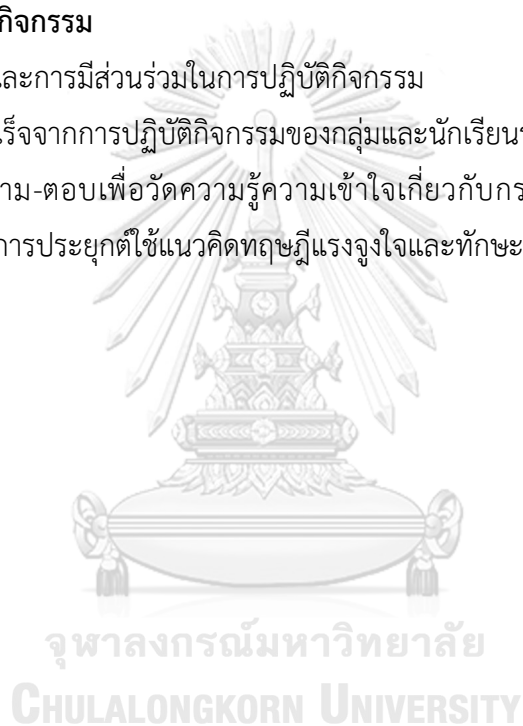 กิจกรรม
และการมีส่วนร่วมในการปฏิบัติกิจกรรม
เร็จจากการปฏิบัติกิจกรรมของกลุ่มและนักเรียนร
าม-ตอบเพื่อวัดความรู้ความเข้าใจเกี่ยวกับกร
การประยุกต์ใช้แนวคิดทฤษฎีแรงจูงใจและทักษะ
จุฬาลงกรณ์มหาวิทยาลัย
CHULALONGKORN UNIVERSITY